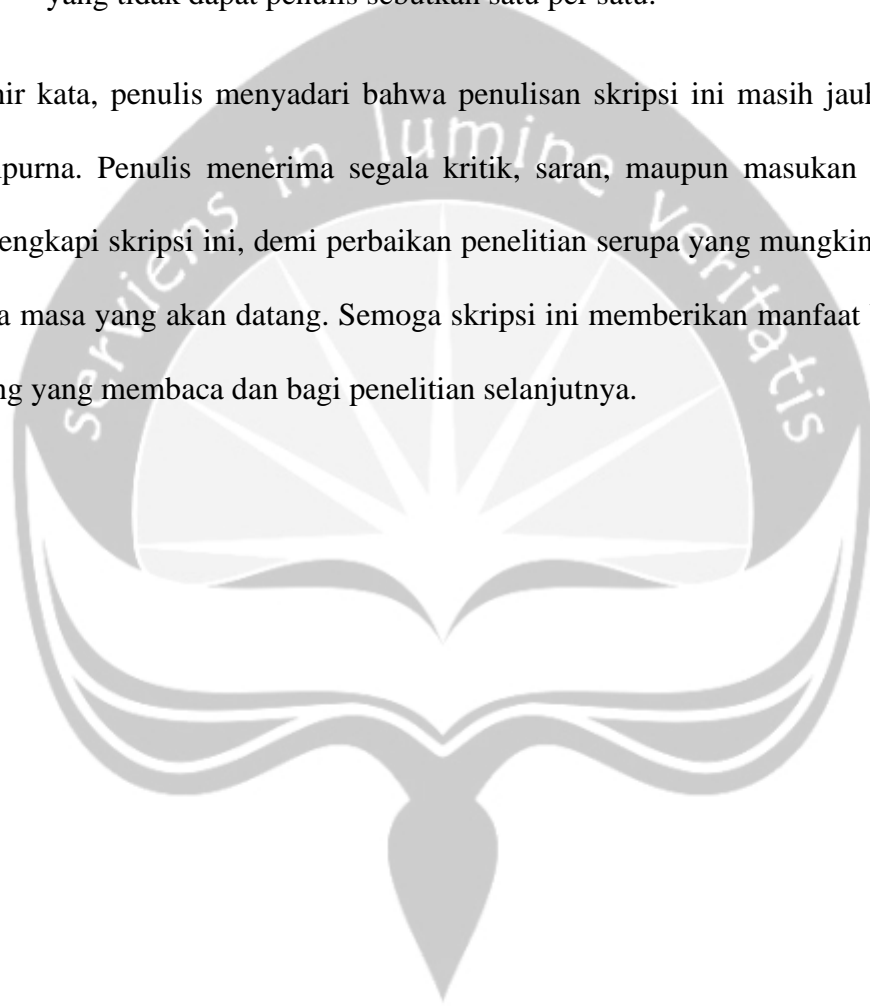 yang tidak dapat penulis sebutkan satu per satu.
hir kata, penulis menyadari bahwa penulisan skripsi ini masih jauh
purna. Penulis menerima segala kritik, saran, maupun masukan
engkapi skripsi ini, demi perbaikan penelitian serupa yang mungkin
a masa yang akan datang. Semoga skripsi ini memberikan manfaat
ng yang membaca dan bagi penelitian selanjutnya.
serviens in lumine veritatis